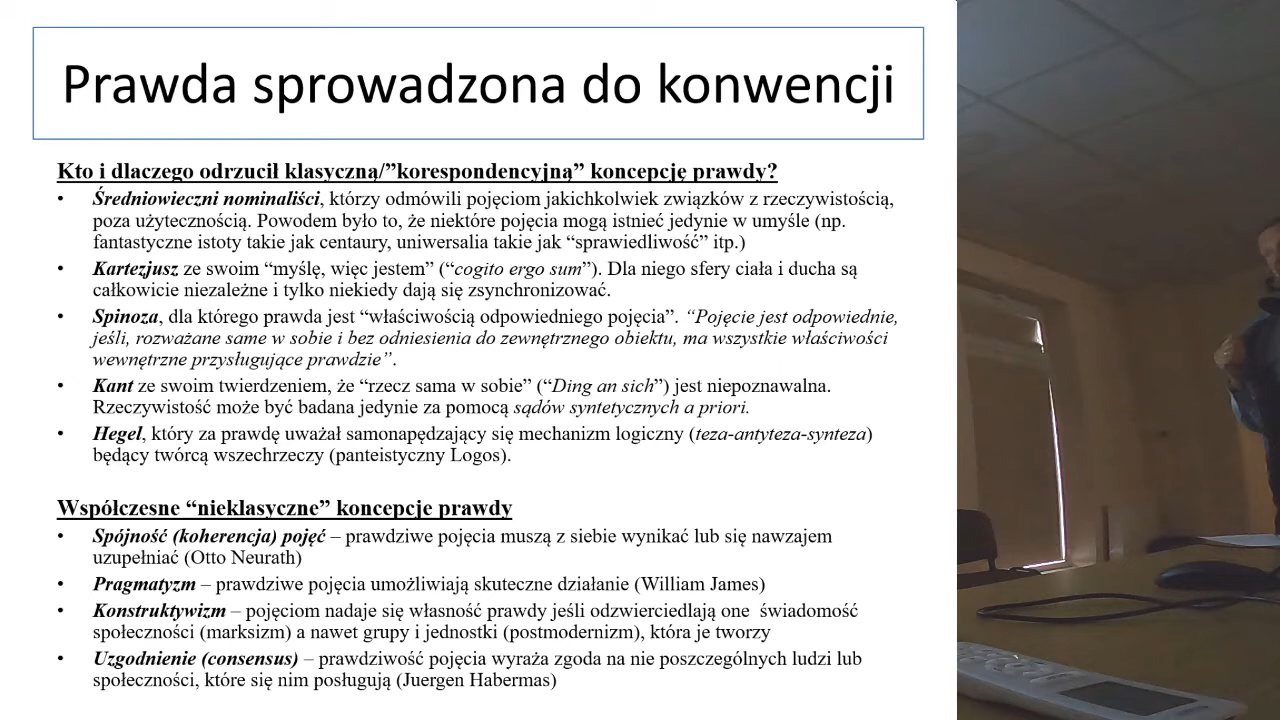 Prawda sprowadzona do konwencji
Kto i dlaczego odrzucił klasyczną/”korespondencyjną” koncepcję prawdy?
• Średniowieczni nominaliści, którzy odmówili pojęciom jakichkolwiek związków z rzeczywistością,
poza użytecznością. Powodem było to, że niektóre pojęcia mogą istnieć jedynie w umyśle (np.
fantastyczne istoty takie jak centaury, uniwersalia takie jak “sprawiedliwość” itp.)
• Kartezjusz ze swoim “myślę, więc jestem” (“cogito ergo sum”). Dla niego sfery ciała i ducha są
całkowicie niezależne i tylko niekiedy dają się zsynchronizować.
• Spinoza, dla którego prawda jest “właściwością odpowiedniego pojęcia”. “Pojęcie jest odpowiednie,
jeśli, rozważane same w sobie i bez odniesienia do zewnętrznego obiektu, ma wszystkie właściwości
wewnętrzne przysługujące prawdzie”.
• Kant ze swoim twierdzeniem, że “rzecz sama w sobie” (“Ding an sich”) jest niepoznawalna.
Rzeczywistość może być badana jedynie za pomocą sądów syntetycznych a priori.
• Hegel, który za prawdę uważał samonapędzający się mechanizm logiczny (teza-antyteza-synteza)
będący twórcą wszechrzeczy (panteistyczny Logos).
Współczesne “nieklasyczne” koncepcje prawdy
• Spójność (koherencja) pojęć – prawdziwe pojęcia muszą z siebie wynikać lub się nawzajem
uzupełniać (Otto Neurath)
• Pragmatyzm – prawdziwe pojęcia umożliwiają skuteczne działanie (William James)
• Konstruktywizm – pojęciom nadaje się własność prawdy jeśli odzwierciedlają one świadomość
społeczności (marksizm) a nawet grupy i jednostki (postmodernizm), która je tworzy
• Uzgodnienie (consensus) – prawdziwość pojęcia wyraża zgoda na nie poszczególnych ludzi lub
społeczności, które się nim posługują (Juergen Habermas)